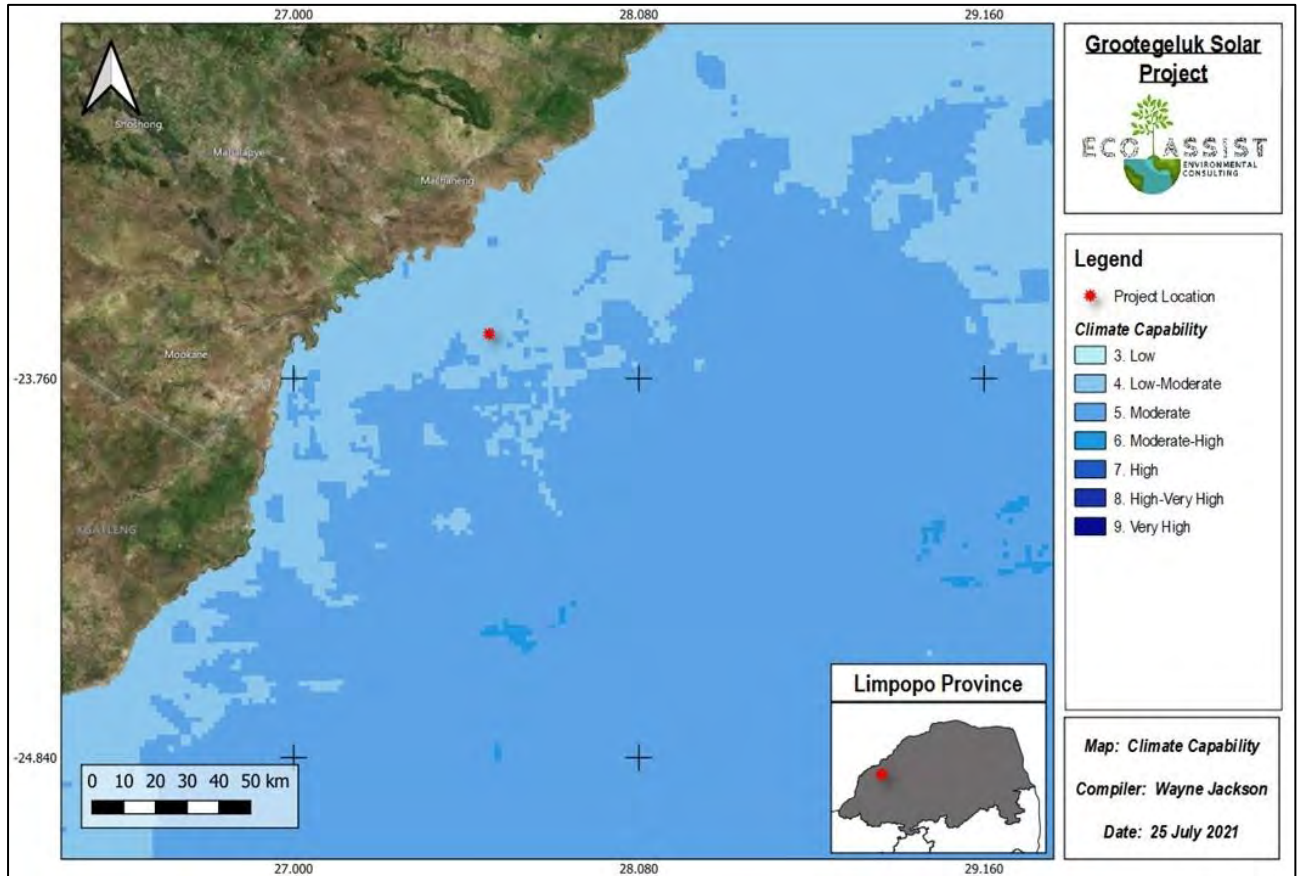 27.000
28.080
29.160
Shoshong
Mahalapye
Machaneng
Mookane
KGATLENG
-23.760
-24.840
0 10 20 30 40 50 km
27.000
28.080
29.160
Limpopo Province
Grootegeluk Solar
Project
ECO ASSIST
ENVIRONMENTAL
CONSULTING
Legend
Project Location
Climate Capability
3. Low
4. Low-Moderate
5. Moderate
6. Moderate-High
7. High
8. High-Very High
9. Very High
Map: Climate Capability
Compiler: Wayne Jackson
Date: 25 July 2021